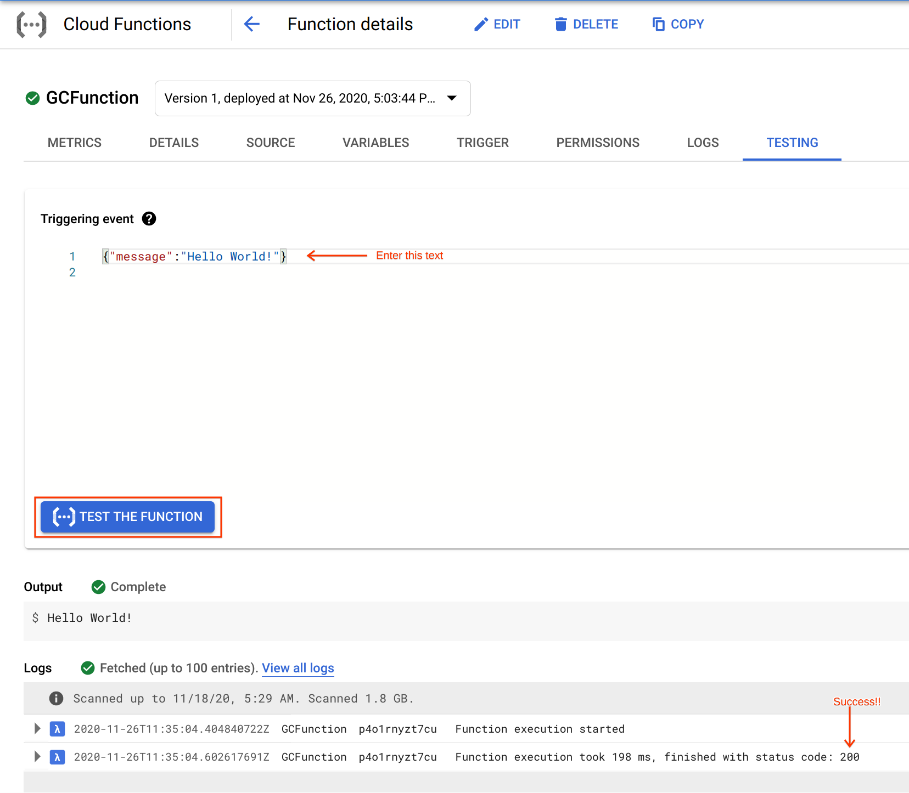 Cloud Functions Function details EDIT DELETE COPY
GCFunction Version 1, deployed at Nov 26, 2020, 5:03:44 P...
METRICS DETAILS SOURCE VARIABLES TRIGGER PERMISSIONS LOGS TESTING
Triggering event
1 {"message":"Hello World!"} Enter this text
2
TEST THE FUNCTION
Output Complete
$ Hello World!
Logs Fetched (up to 100 entries). View all logs
Scanned up to 11/18/20, 5:29 AM. Scanned 1.8 GB.
Success!!
2020-11-26T11:35:04.404840722Z GCFunction p4o1rnyzt7cu Function execution started
2020-11-26T11:35:04.602617691Z GCFunction p4o1rnyzt7cu Function execution took 198 ms, finished with status code: 200